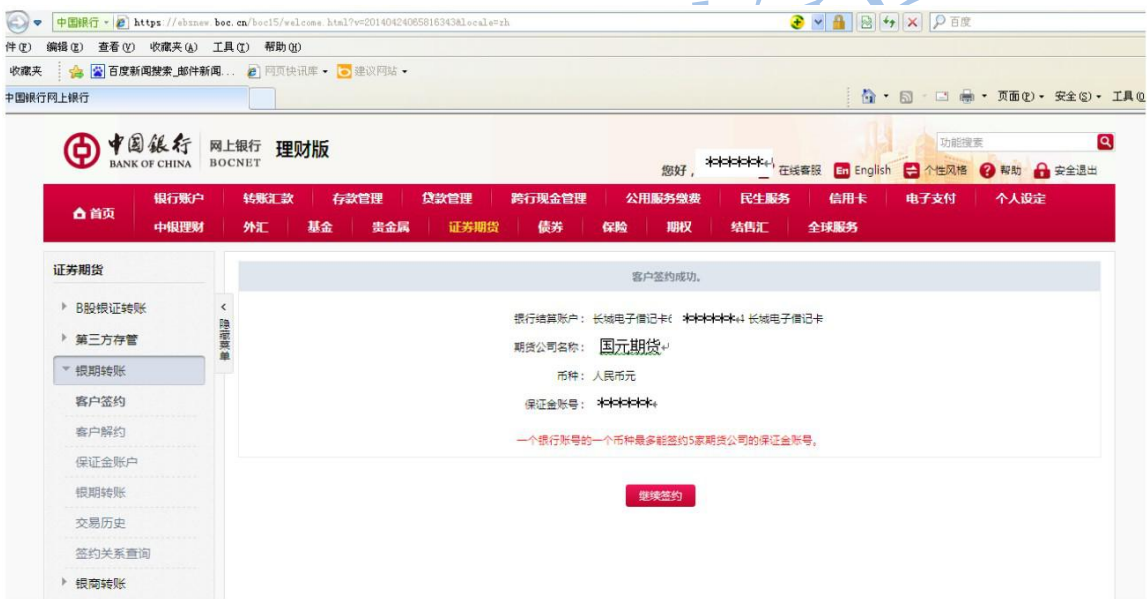 中国银行 https://ebsnew.boc.cn/boc15/welcome.html?v=20140424065816343&locale=zh 百度
件(F) 编辑(E) 查看(V) 收藏夹(A) 工具(T) 帮助(H)
收藏夹 百度新闻搜索_邮件新闻... 网页快讯库 建议网站
中国银行网上银行 页面(P) 安全(S) 工具(O
中国银行 BANK OF CHINA 网上银行 BOCNET 理财版
功能搜索
您好， ******* 在线客服 En English 个性风格 帮助 安全退出
首页
银行账户 转账汇款 存款管理 贷款管理 跨行现金管理 公用服务缴费 民生服务 信用卡 电子支付 个人设定
中银理财 外汇 基金 贵金属 证券期货 债券 保险 期权 结售汇 全球服务
证券期货
B股银证转账
第三方存管
银期转账
客户签约
客户解约
保证金账户
银期转账
交易历史
签约关系查询
银商转账
< 隐藏菜单
客户签约成功。
银行结算账户： 长城电子借记卡( *******4 长城电子借记卡
期货公司名称： 国元期货
币种： 人民币元
保证金账号： *******
一个银行账号的一个币种最多能签约5家期货公司的保证金账号。
继续签约